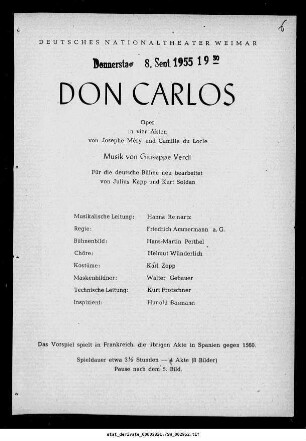 6
DEUTSCHES NATIONALTHEATER WEIMAR
Donnerstag 8. Sept. 1955 19 30
DON CARLOS
Oper
in vier Akten
von Josephe Méry und Camille du Locle
Musik von Giuseppe Verdi
Für die deutsche Bühne neu bearbeitet
von Julius Kapp und Kurt Soldan
Musikalische Leitung: Hanns
Regie: Friedrich Ammermann a. G.
Bühnenbild: Hans-Martin Perthel
Chöre: Helmut Wünderlich
Kostüme: Karl Zopp
Maskenbildner: Walter Gebauer
Technische Leitung: Kurt Protschner
Inspizient: Harold
Das Vorspiel spielt in Frankreich, die übrigen Akte in Spanien gegen 1560.
Spieldauer etwa 3½ Stunden — 4 Akte (8 Bilder)
Pause nach dem 5. Bild.